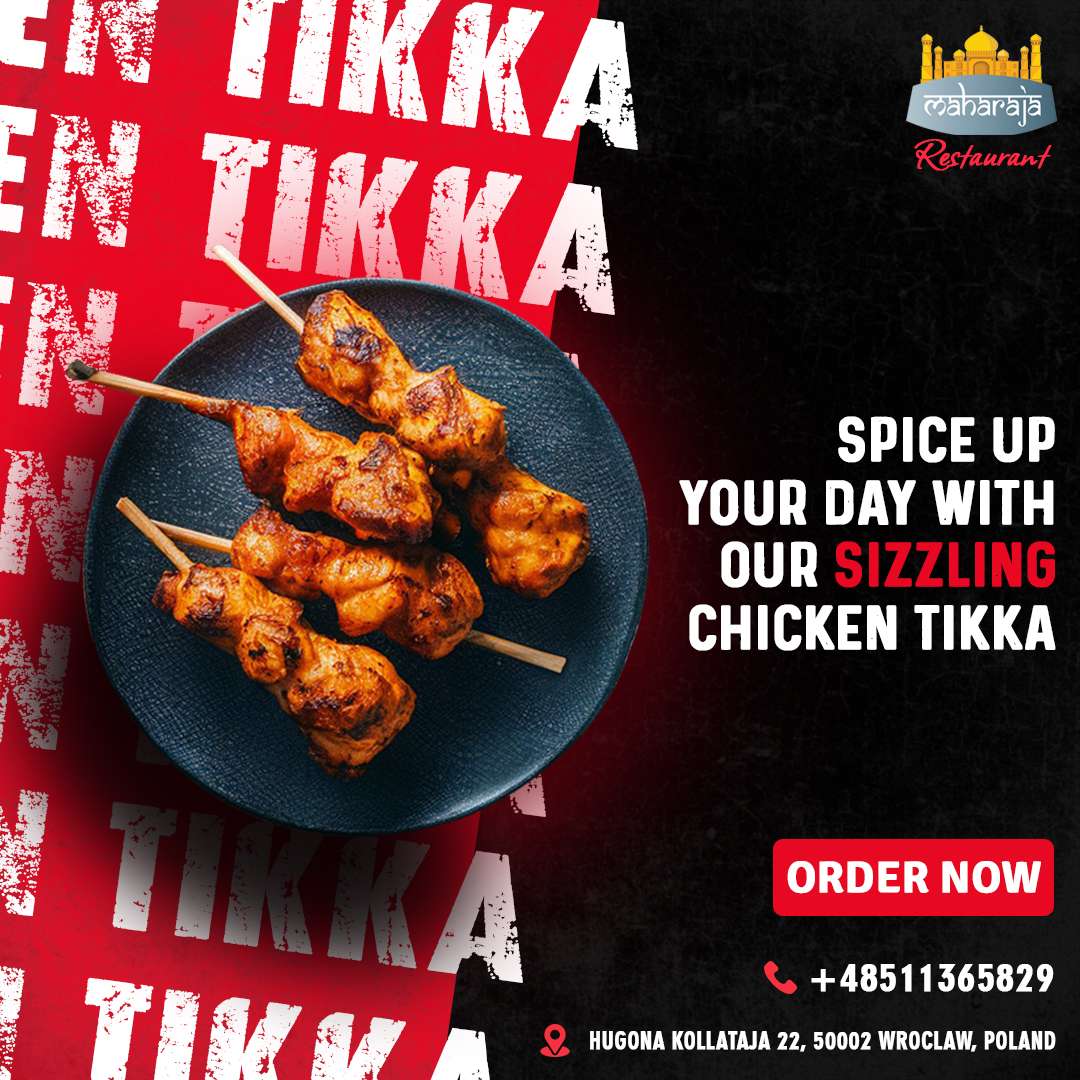 EN TIKKA
EN TIKKA
EN
N
N
N TIKKA
TIKKA
maharaja
Restaurant
SPICE UP
YOUR DAY WITH
OUR SIZZLING
CHICKEN TIKKA
ORDER NOW
+48511365829
HUGONA KOLLATAJA 22, 50002 WROCLAW, POLAND